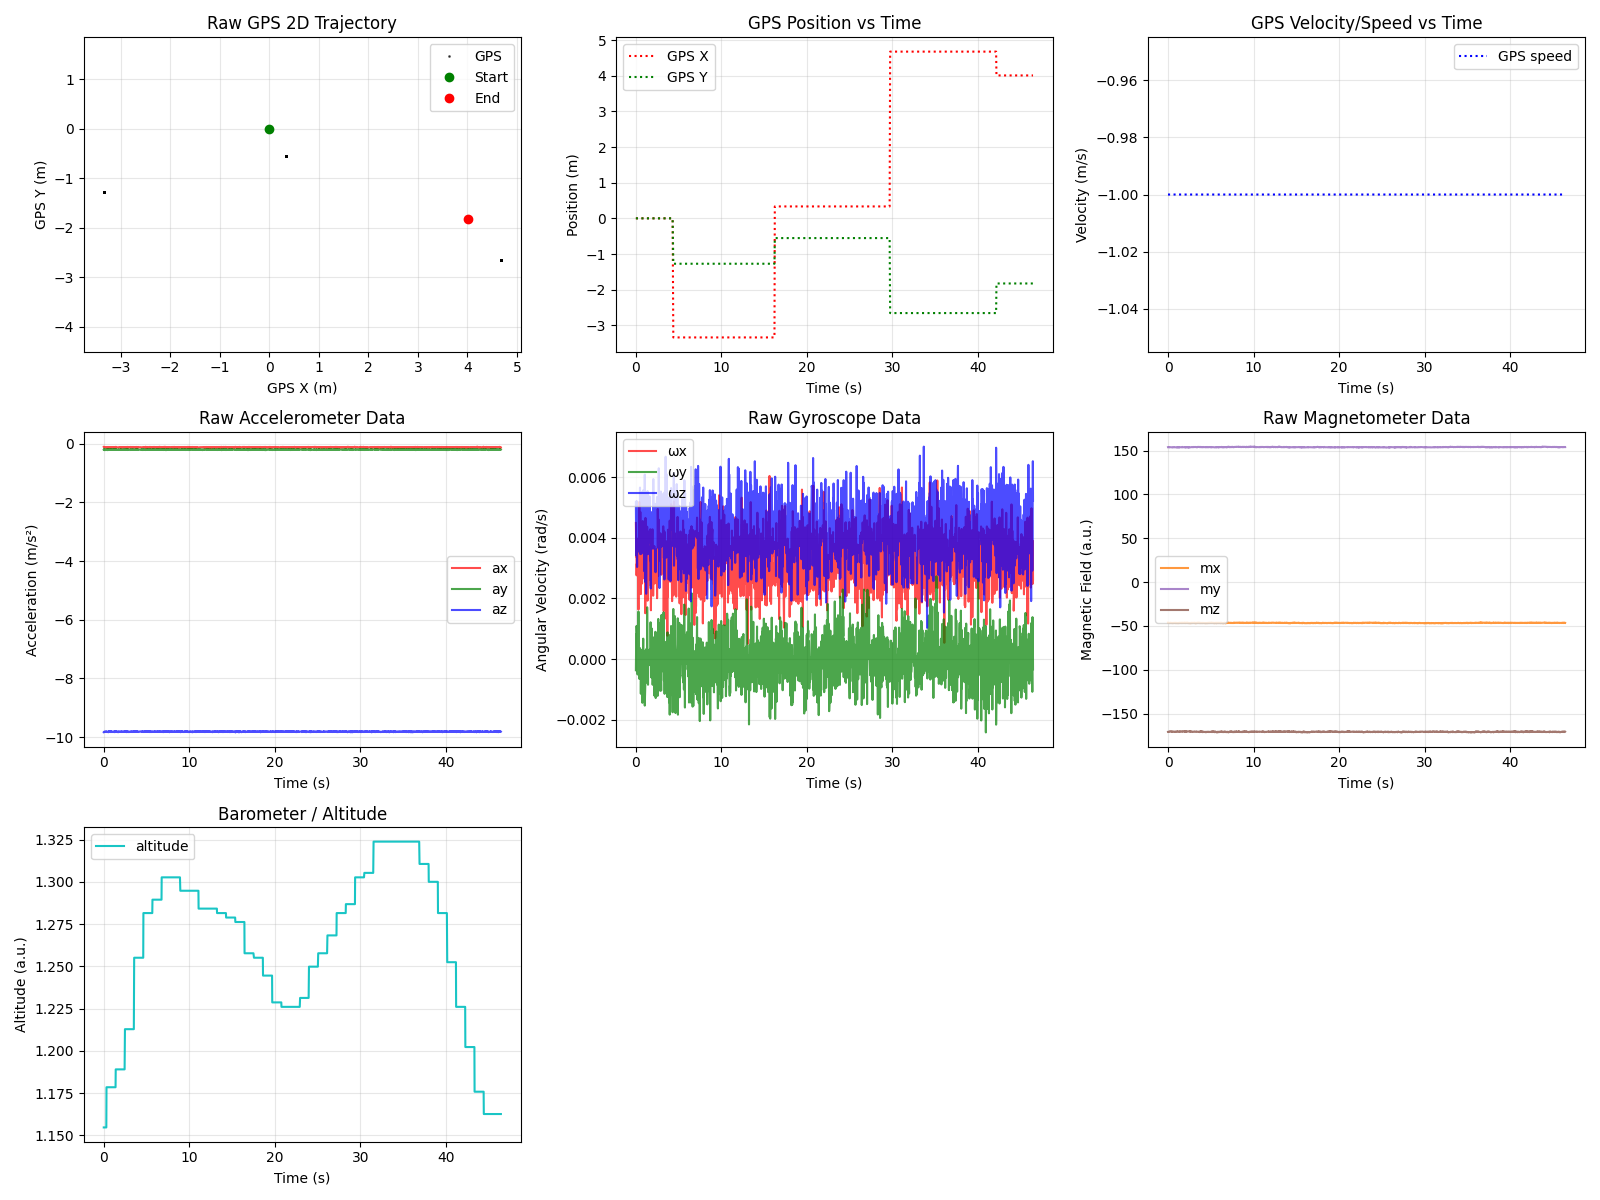 Raw GPS 2D Trajectory
GPS Y (m)
1
0
−1
−2
−3
−4
GPS
Start
End
−3
−2
−1
0
1
2
3
4
5
GPS X (m)
GPS Position vs Time
Position (m)
5
4
3
2
1
0
−1
−2
−3
GPS X
GPS Y
0
10
20
30
40
Time (s)
GPS Velocity/Speed vs Time
Velocity (m/s)
−0.96
−0.98
−1.00
−1.02
−1.04
GPS speed
0
10
20
30
40
Time (s)
Raw Accelerometer Data
Acceleration (m/s²)
0
−2
−4
−6
−8
−10
ax
ay
az
0
10
20
30
40
Time (s)
Raw Gyroscope Data
Angular Velocity (rad/s)
0.006
0.004
0.002
0.000
−0.002
ωx
ωy
ωz
0
10
20
30
40
Time (s)
Raw Magnetometer Data
Magnetic Field (a.u.)
150
100
50
0
−50
−100
−150
mx
my
mz
0
10
20
30
40
Time (s)
Barometer / Altitude
Altitude (a.u.)
1.325
1.300
1.275
1.250
1.225
1.200
1.175
1.150
altitude
0
10
20
30
40
Time (s)